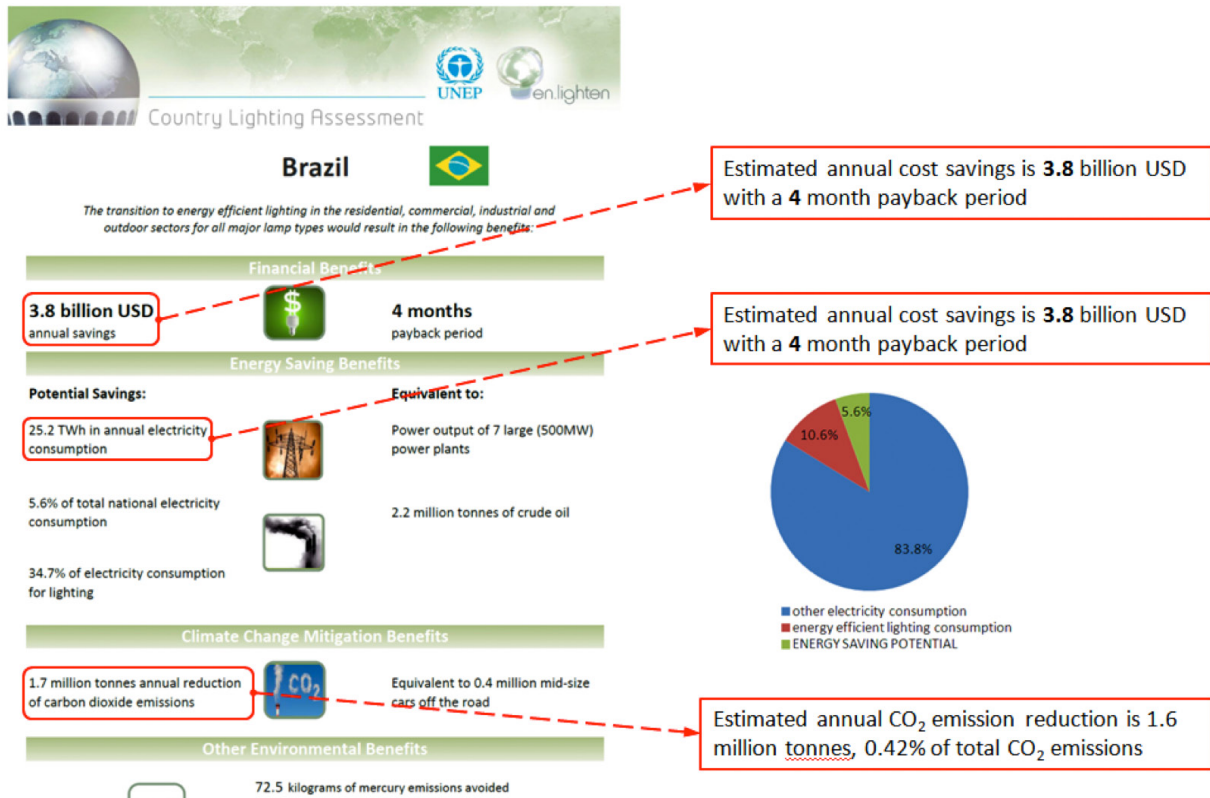 UNEP
en.lighten
Country Lighting Assessment
Brazil
The transition to energy efficient lighting in the residential, commercial, industrial and
outdoor sectors for all major lamp types would result in the following benefits:
Financial Benefits
3.8 billion USD
annual savings
$
4 months
payback period
Energy Saving Benefits
Potential Savings:
Equivalent to:
25.2 TWh in annual electricity
consumption
Power output of 7 large (500MW)
power plants
5.6% of total national electricity
consumption
2.2 million tonnes of crude oil
34.7% of electricity consumption
for lighting
Climate Change Mitigation Benefits
1.7 million tonnes annual reduction
of carbon dioxide emissions
CO2
Equivalent to 0.4 million mid-size
cars off the road
Other Environmental Benefits
72.5 kilograms of mercury emissions avoided
Estimated annual cost savings is 3.8 billion USD
with a 4 month payback period
Estimated annual cost savings is 3.8 billion USD
with a 4 month payback period
5.6%
10.6%
83.8%
other electricity consumption
energy efficient lighting consumption
ENERGY SAVING POTENTIAL
Estimated annual CO2 emission reduction is 1.6
million tonnes, 0.42% of total CO2 emissions